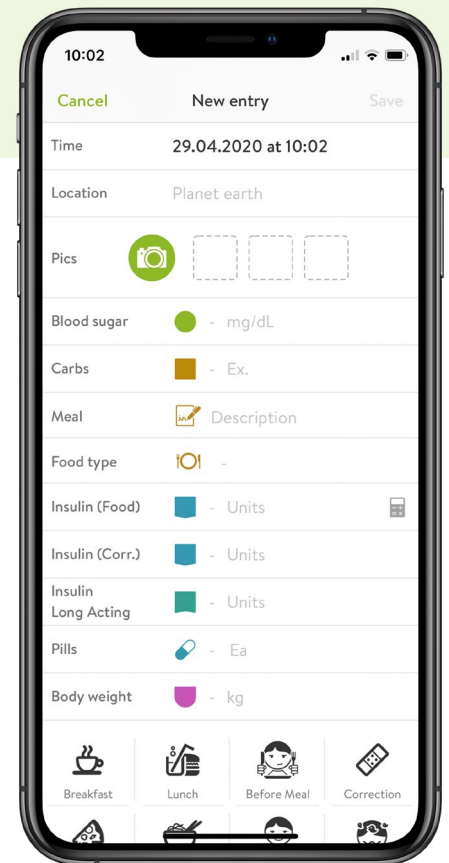 10:02
Cancel New entry Save
Time 29.04.2020 at 10:02
Location Planet earth
Pics
Blood sugar - mg/dL
Carbs - Ex.
Meal Description
Food type -
Insulin (Food) - Units
Insulin (Corr.) - Units
Insulin
Long Acting - Units
Pills - Ea
Body weight - kg
Breakfast Lunch Before Meal Correction